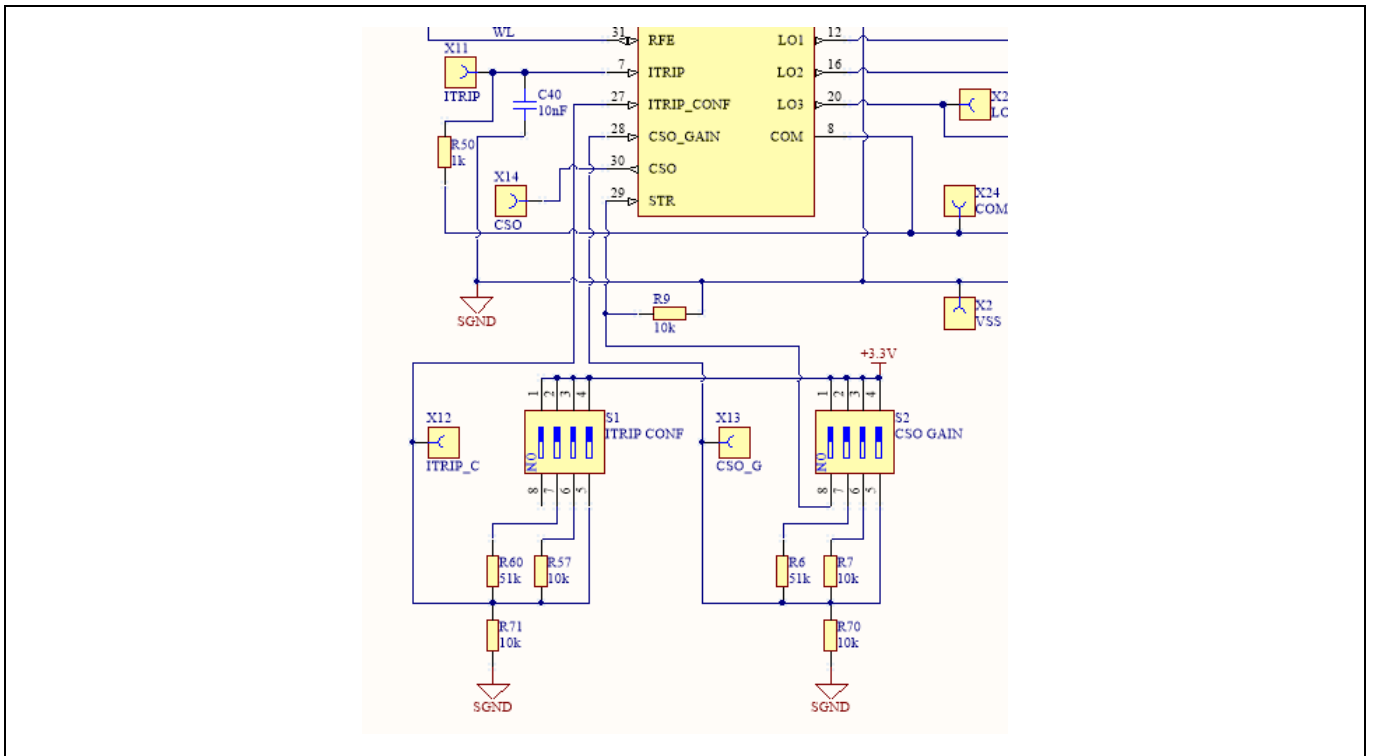 WL
31
RFE
LO1
12
X11
7
ITRIP
LO2
16
ITRIP
C40
10nF
27
ITRIP_CONF
LO3
20
R50
1k
28
CSO_GAIN
COM
8
30
CSO
X14
29
STR
X24
COM
CSO
R9
10k
SGND
X2
VSS
+3.3V
1
2
3
4
1
2
3
4
X12
S1
ITRIP CONF
X13
S2
CSO GAIN
ITRIP_C
ON
CSO_G
ON
8
7
6
5
8
7
6
5
R60
51k
R57
10k
R6
51k
R7
10k
R71
10k
R70
10k
SGND
SGND